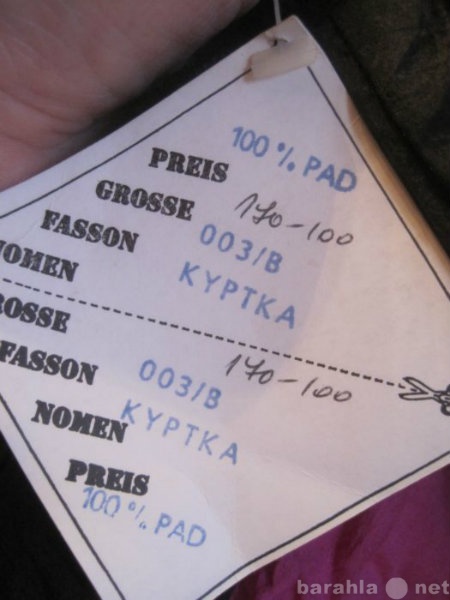 PREIS 100% PAD
GROSSE 170-100
FASSON 003/B
NOMEN KYPTKA
GROSSE 170-100
FASSON 003/B
NOMEN KYPTKA
PREIS
100% PAD
barahla net